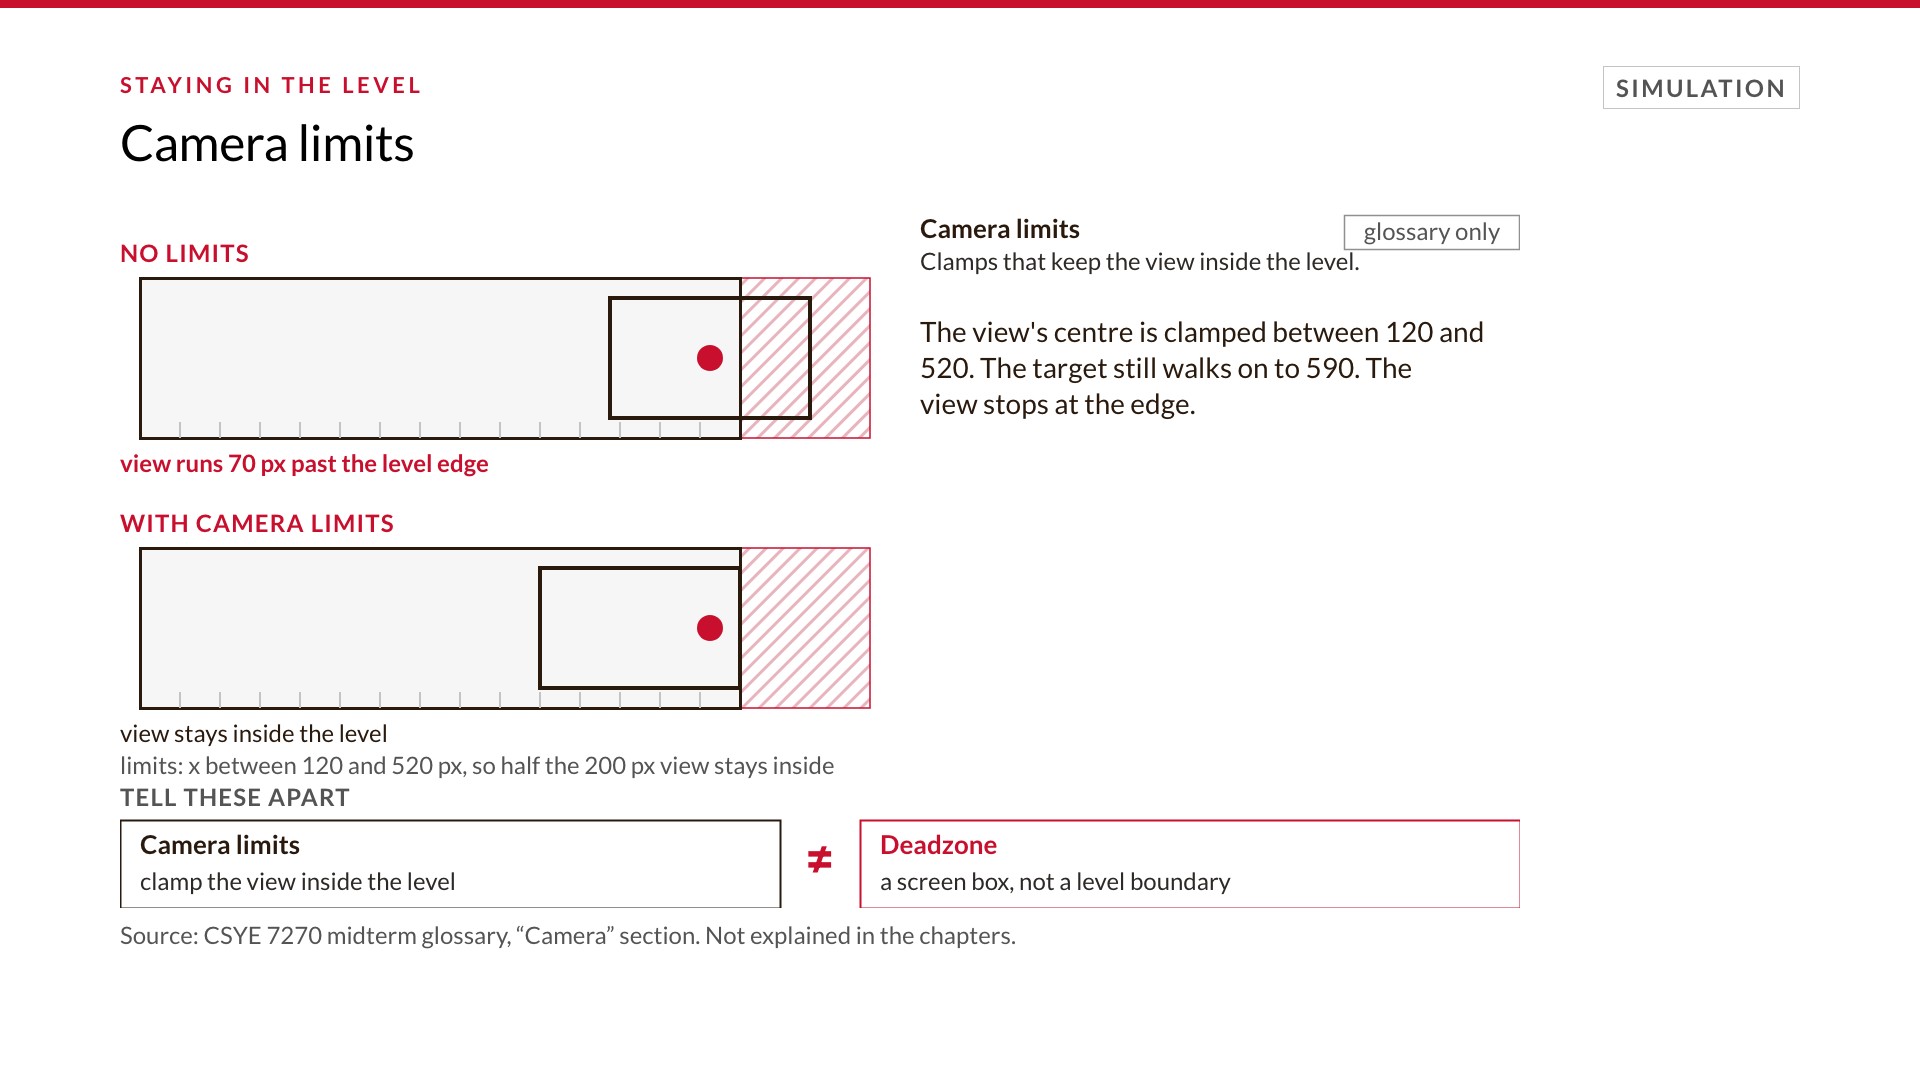 STAYING IN THE LEVEL
SIMULATION
Camera limits
NO LIMITS
view runs 70 px past the level edge
WITH CAMERA LIMITS
view stays inside the level
limits: x between 120 and 520 px, so half the 200 px view stays inside
Camera limits
glossary only
Clamps that keep the view inside the level.
The view's centre is clamped between 120 and
520. The target still walks on to 590. The
view stops at the edge.
TELL THESE APART
Camera limits
clamp the view inside the level
≠
Deadzone
a screen box, not a level boundary
Source: CSYE 7270 midterm glossary, “Camera” section. Not explained in the chapters.